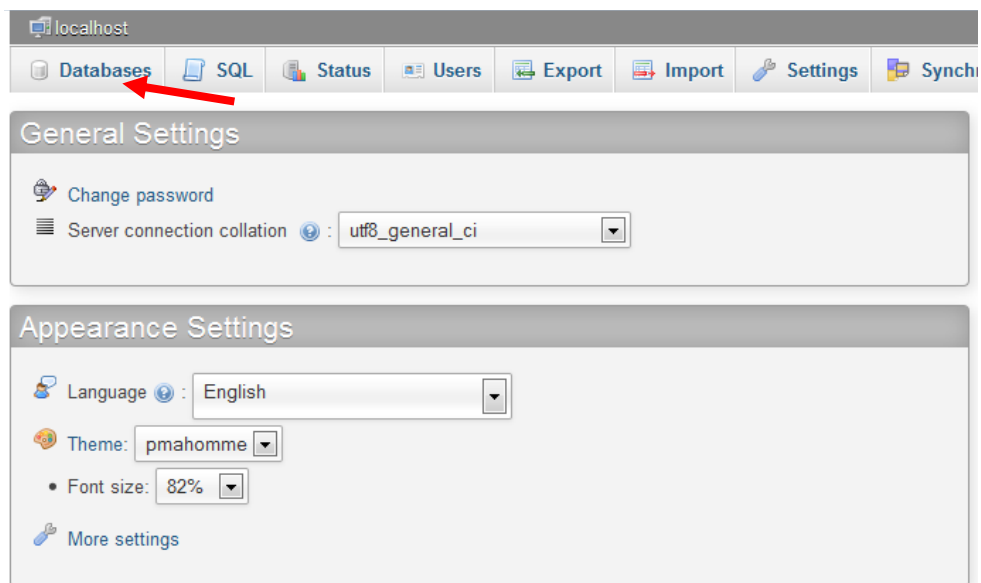 localhost
Databases SQL Status Users Export Import Settings Synchr
General Settings
Change password
Server connection collation : utf8_general_ci
Appearance Settings
Language : English
Theme: pmahomme
• Font size: 82%
More settings